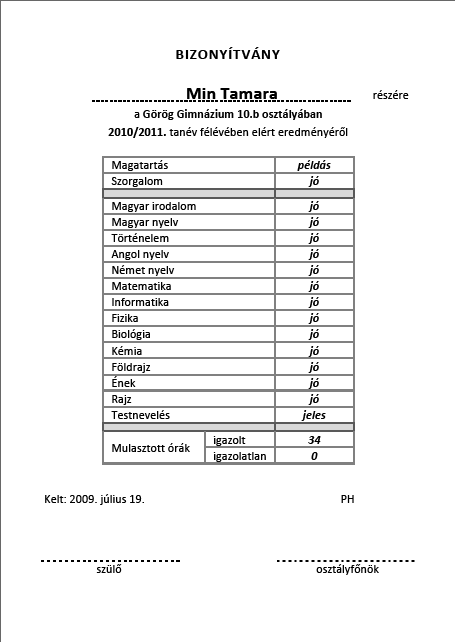 BIZONYÍTVÁNY
Min Tamara részére
a Görög Gimnázium 10.b osztályában
2010/2011. tanév félévében elért eredményéről
Magatartás példás
Szorgalom jó
Magyar irodalom jó
Magyar nyelv jó
Történelem jó
Angol nyelv jó
Német nyelv jó
Matematika jó
Informatika jó
Fizika jó
Biológia jó
Kémia jó
Földrajz jó
Ének jó
Rajz jó
Testnevelés jeles
Mulasztott órák igazolt 34
igazolatlan 0
Kelt: 2009. július 19. PH
szülő osztályfőnök